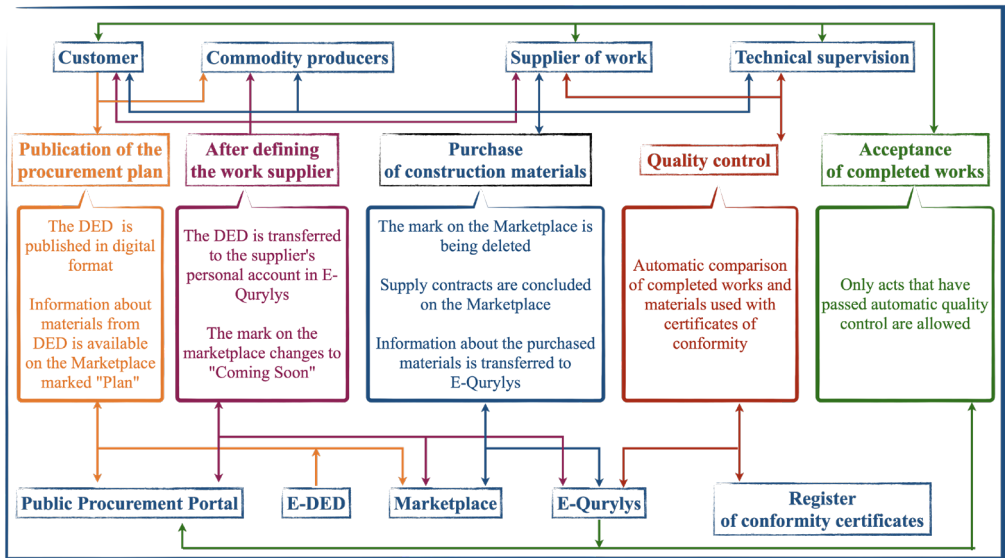 Customer
Commodity producers
Supplier of work
Technical supervision
Publication of the
procurement plan
After defining
the work supplier
Purchase
of construction materials
Quality control
Acceptance
of completed works
The DED is
published in digital
format
Information about
materials from
DED is available
on the Marketplace
marked "Plan"
The DED is transferred
to the supplier's
personal account in E-
Qurylys
The mark on the
marketplace changes to
"Coming Soon"
The mark on the Marketplace is
being deleted
Supply contracts are concluded
on the Marketplace
Information about the purchased
materials is transferred to
E-Qurylys
Automatic comparison
of completed works and
materials used with
certificates of
conformity
Only acts that have
passed automatic quality
control are allowed
Public Procurement Portal
E-DED
Marketplace
E-Qurylys
Register
of conformity certificates